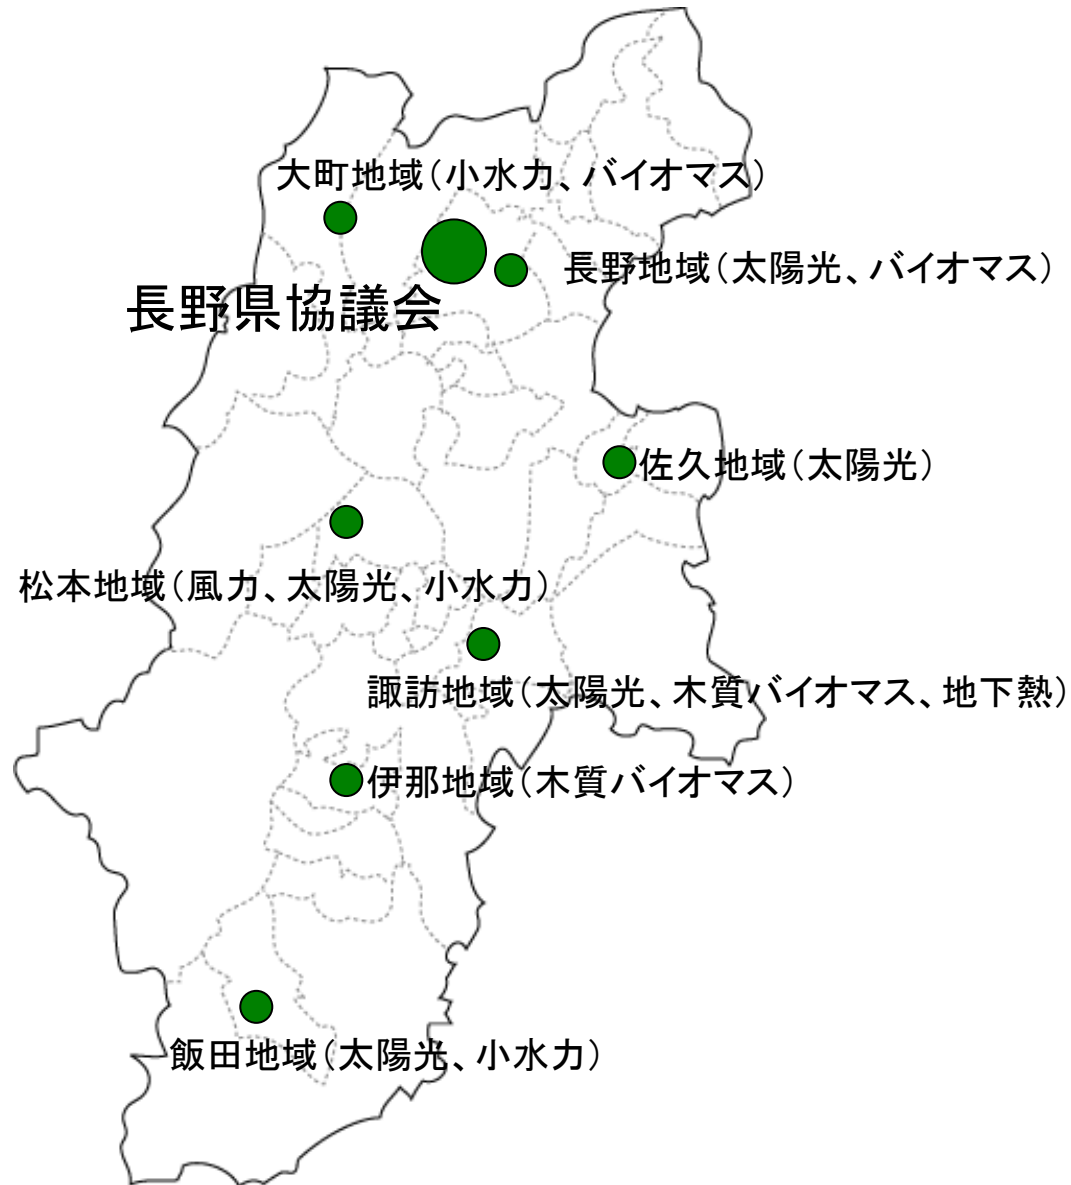 大町地域(小水力、バイオマス)
長野地域(太陽光、バイオマス)
長野県協議会
佐久地域(太陽光)
松本地域(風力、太陽光、小水力)
諏訪地域(太陽光、木質バイオマス、地下熱)
伊那地域(木質バイオマス)
飯田地域(太陽光、小水力)